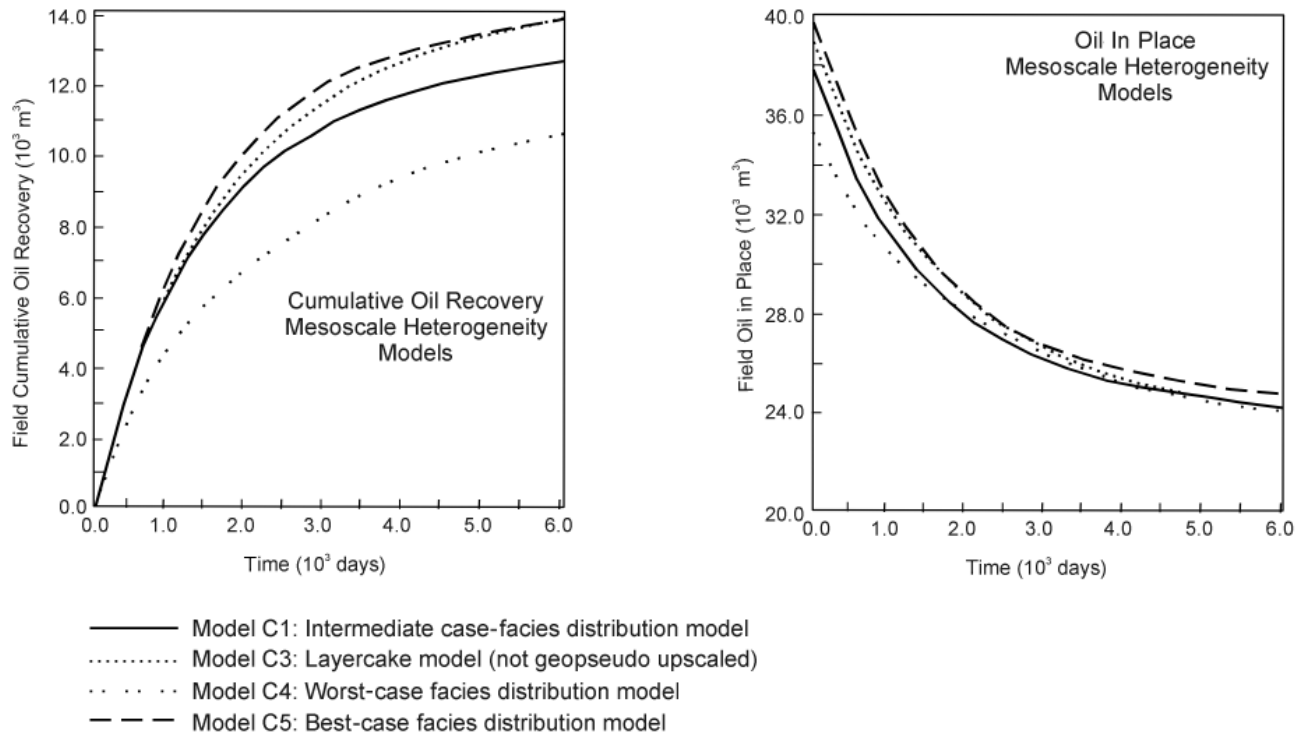 14.0
12.0
10.0
8.0
6.0
4.0
2.0
0.0
Field Cumulative Oil Recovery (10³ m³)
Cumulative Oil Recovery
Mesoscale Heterogeneity
Models
0.0 1.0 2.0 3.0 4.0 5.0 6.0
Time (10³ days)
40.0
36.0
32.0
28.0
24.0
20.0
Field Oil in Place (10³ m³)
Oil In Place
Mesoscale Heterogeneity
Models
0.0 1.0 2.0 3.0 4.0 5.0 6.0
Time (10³ days)
Model C1: Intermediate case-facies distribution model
Model C3: Layercake model (not geopseudo upscaled)
Model C4: Worst-case facies distribution model
Model C5: Best-case facies distribution model